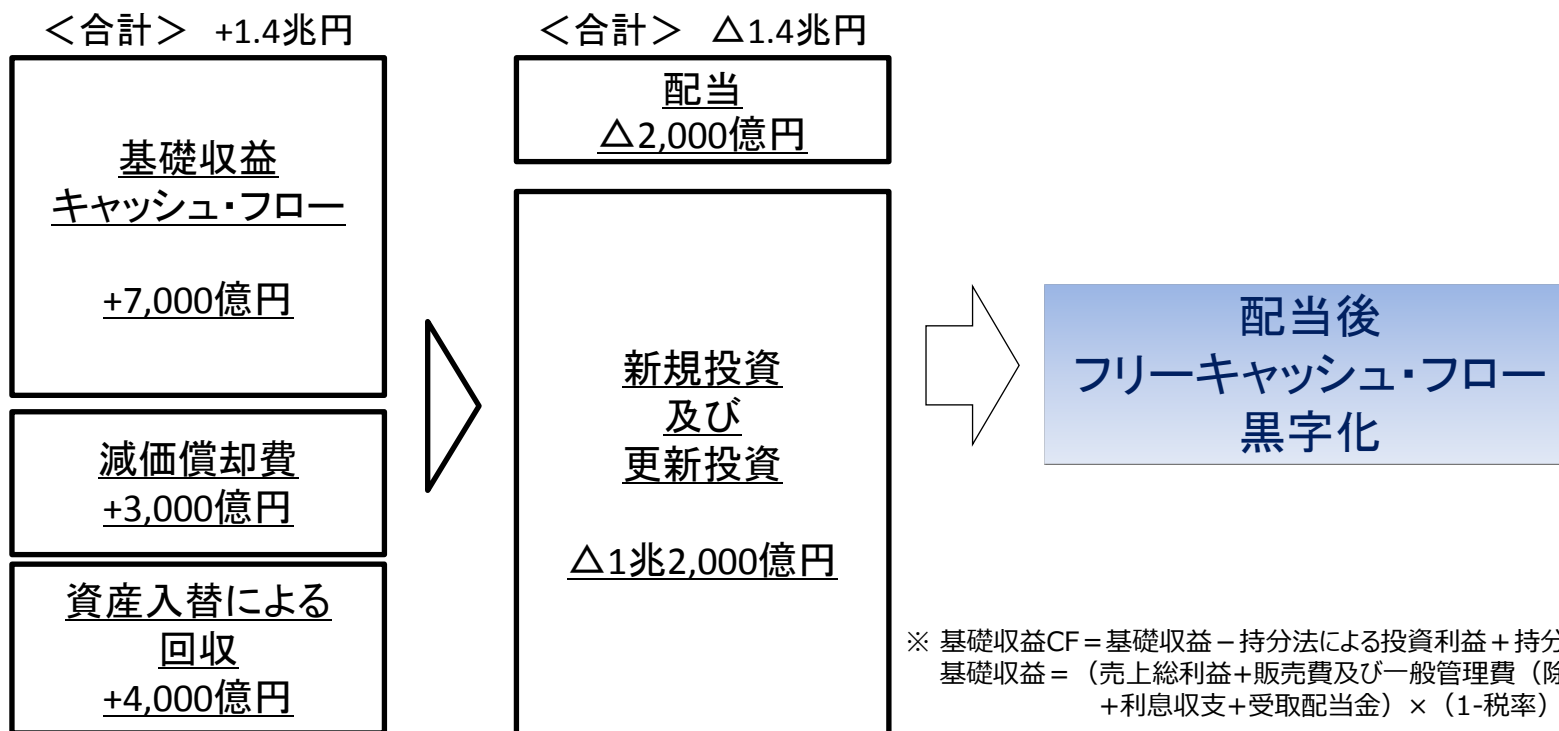 ＜合計＞ +1.4兆円
基礎収益
キャッシュ・フロー
+7,000億円
減価償却費
+3,000億円
資産入替による
回収
+4,000億円
＜合計＞ △1.4兆円
配当
△2,000億円
新規投資
及び
更新投資
△1兆2,000億円
配当後
フリーキャッシュ・フロー
黒字化
※ 基礎収益CF＝基礎収益－持分法による投資利益＋持分
基礎収益＝（売上総利益+販売費及び一般管理費（除
+利息収支+受取配当金）×（1-税率）